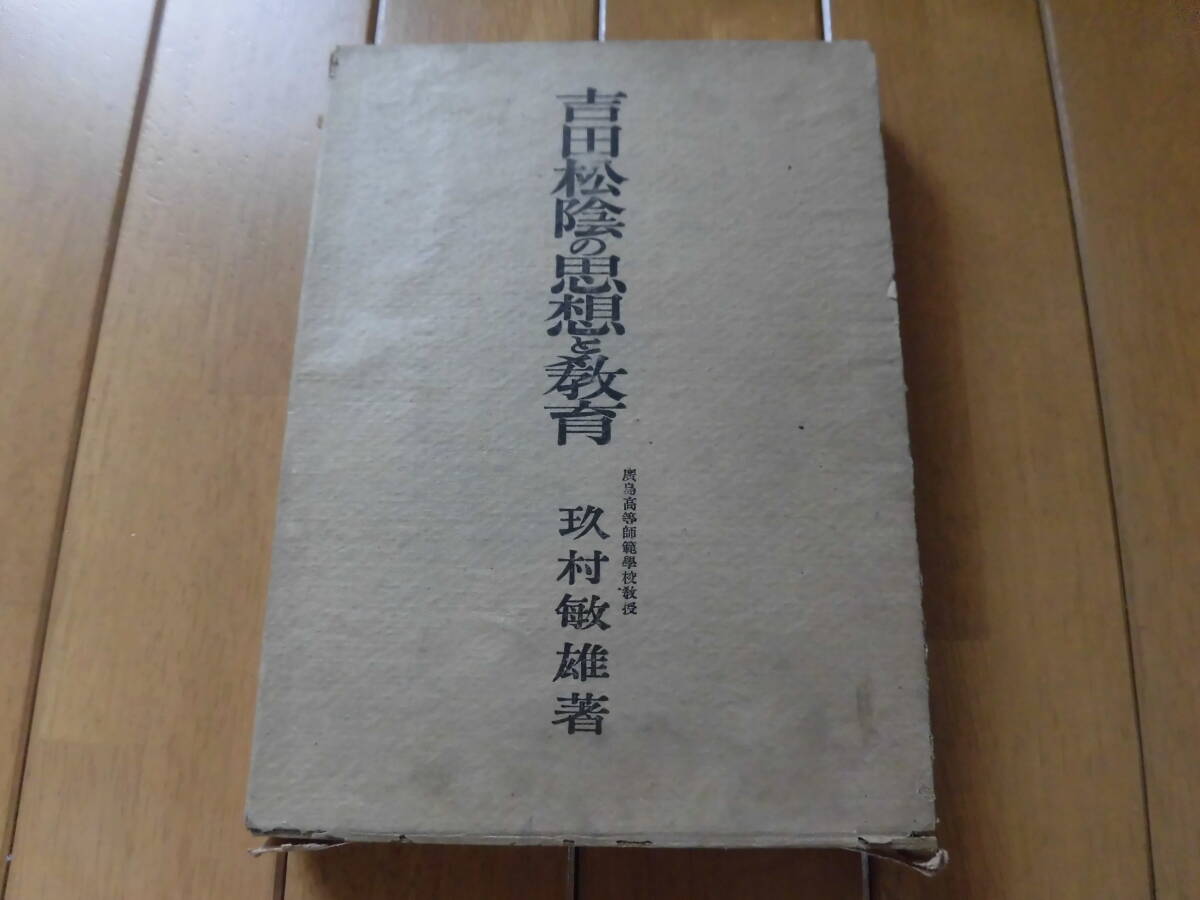 吉田松陰の思想と教育
廣島高等師範學校教授
玖村敏雄著